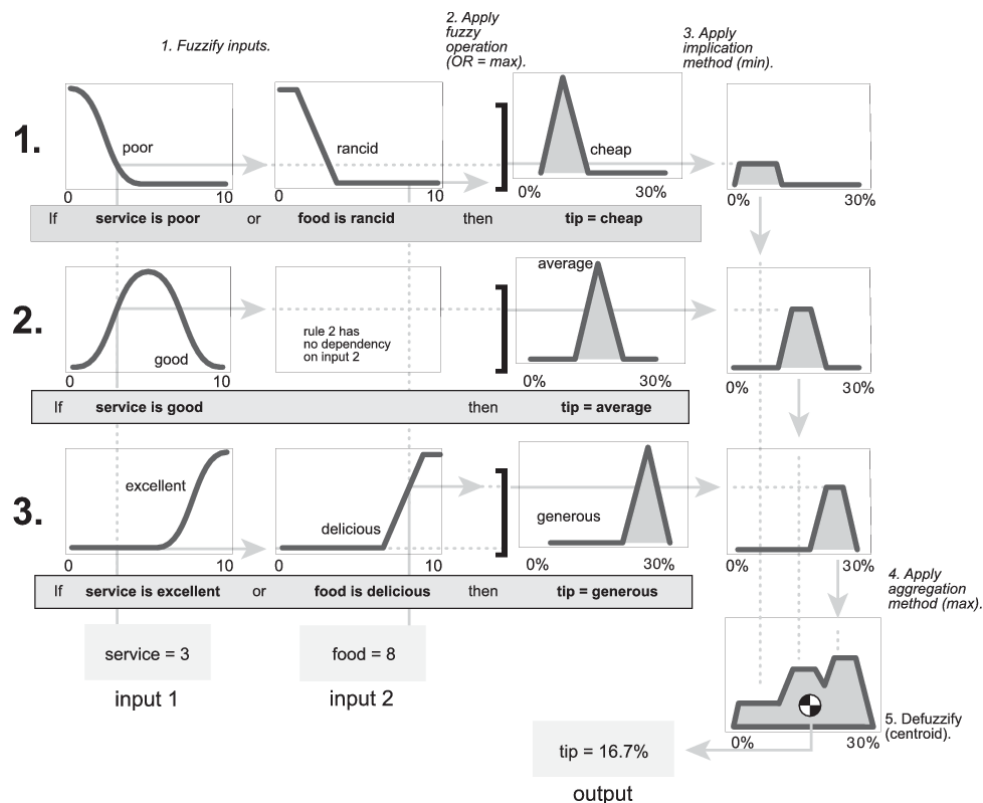 1. Fuzzify inputs.
2. Apply
fuzzy
operation
(OR = max).
3. Apply
implication
method (min).
1.
poor
0
10
rancid
0
10
cheap
0%
30%
0%
30%
If service is poor or food is rancid then tip = cheap
2.
good
0
10
rule 2 has
no dependency
on input 2
average
0%
30%
0%
30%
If service is good then tip = average
3.
excellent
0
10
delicious
0
10
generous
0%
30%
0%
30%
If service is excellent or food is delicious then tip = generous
4. Apply
aggregation
method (max).
service = 3
input 1
food = 8
input 2
0%
30%
5. Defuzzify
(centroid).
tip = 16.7%
output